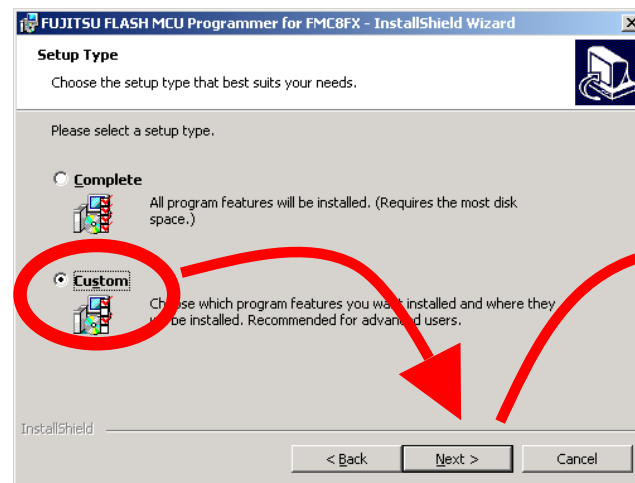 FUJITSU FLASH MCU Programmer for FMC8FX - InstallShield Wizard
Setup Type
Choose the setup type that best suits your needs.
Please select a setup type.
Complete
All program features will be installed. (Requires the most disk
space.)
Custom
Choose which program features you want installed and where they
be installed. Recommended for advanced users.
InstallShield
< Back
Next >
Cancel